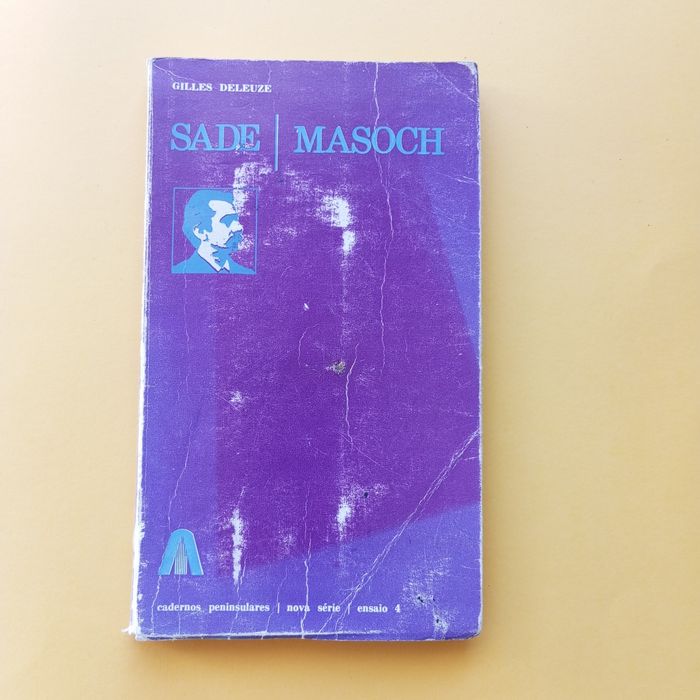 GILLES DELEUZE
SADE | MASOCH
cadernos peninsulares | nova série | ensaio 4